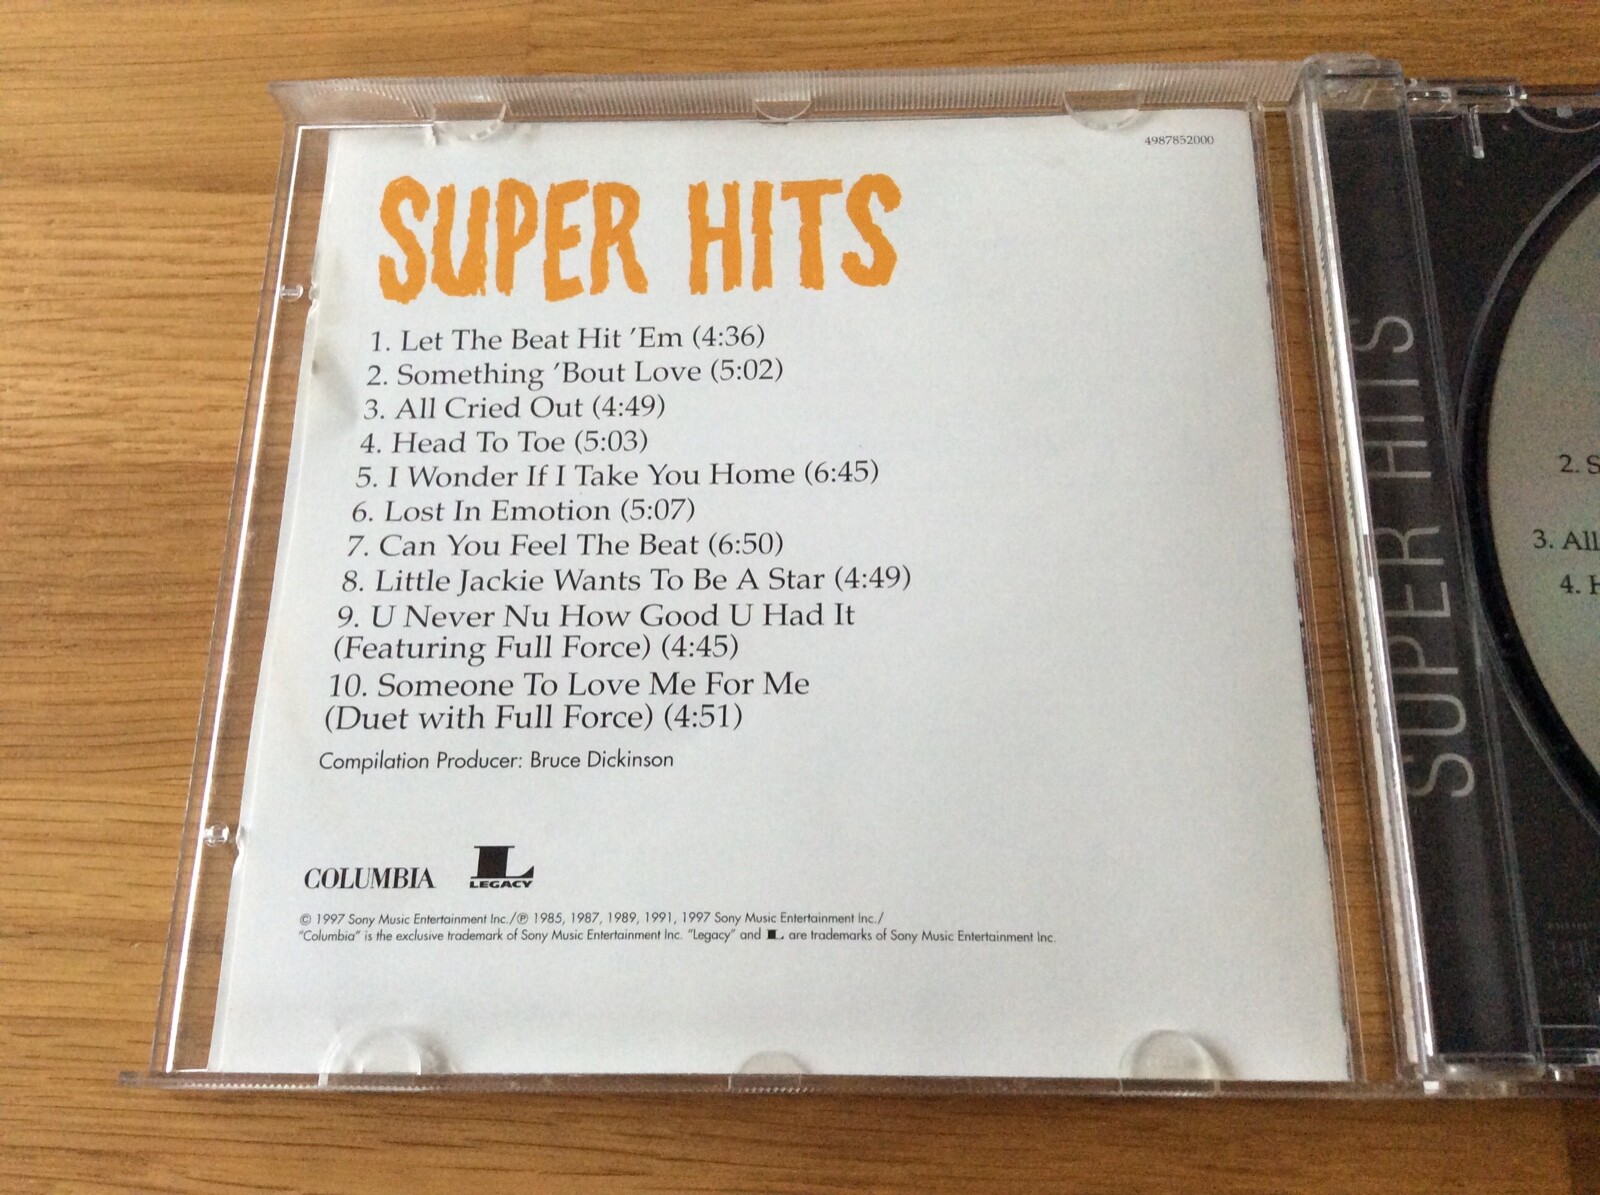 4987852000
SUPER HITS
1. Let The Beat Hit 'Em (4:36)
2. Something 'Bout Love (5:02)
3. All Cried Out (4:49)
4. Head To Toe (5:03)
5. I Wonder If I Take You Home (6:45)
6. Lost In Emotion (5:07)
7. Can You Feel The Beat (6:50)
8. Little Jackie Wants To Be A Star (4:49)
9. U Never Nu How Good U Had It
(Featuring Full Force) (4:45)
10. Someone To Love Me For Me
(Duet with Full Force) (4:51)
Compilation Producer: Bruce Dickinson
COLUMBIA
L
LEGACY
© 1997 Sony Music Entertainment Inc./℗ 1985, 1987, 1989, 1991, 1997 Sony Music Entertainment Inc./
"Columbia" is the exclusive trademark of Sony Music Entertainment Inc. "Legacy" and L are trademarks of Sony Music Entertainment Inc.
SUPER HITS
2. S
3. All
4. H